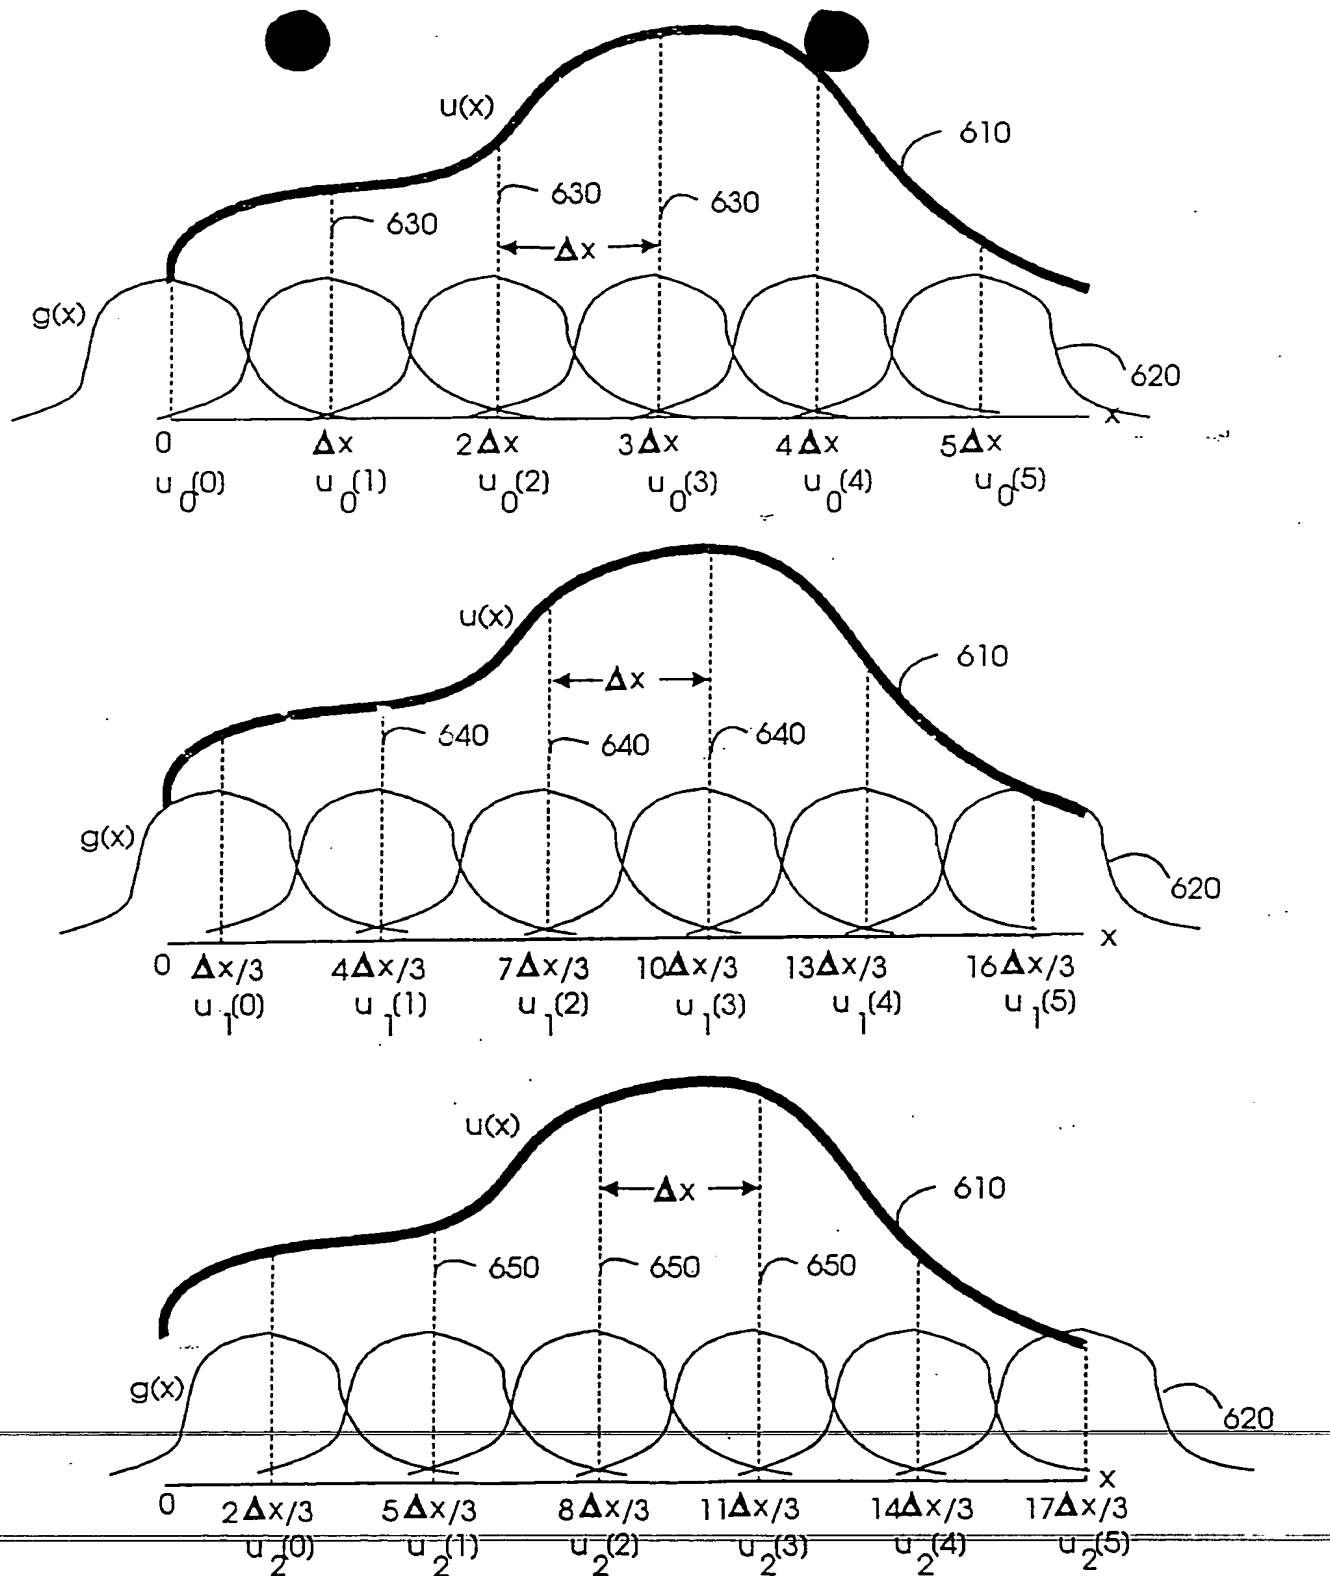 u(x)
610
630
630
630
Δx
g(x)
620
x
0 Δx 2Δx 3Δx 4Δx 5Δx
u0(0) u0(1) u0(2) u0(3) u0(4) u0(5)
u(x)
610
Δx
640
640
640
g(x)
620
x
0 Δx/3 4Δx/3 7Δx/3 10Δx/3 13Δx/3 16Δx/3
u1(0) u1(1) u1(2) u1(3) u1(4) u1(5)
u(x)
610
Δx
650
650
650
g(x)
620
x
0 2Δx/3 5Δx/3 8Δx/3 11Δx/3 14Δx/3 17Δx/3
u2(0) u2(1) u2(2) u2(3) u2(4) u2(5)